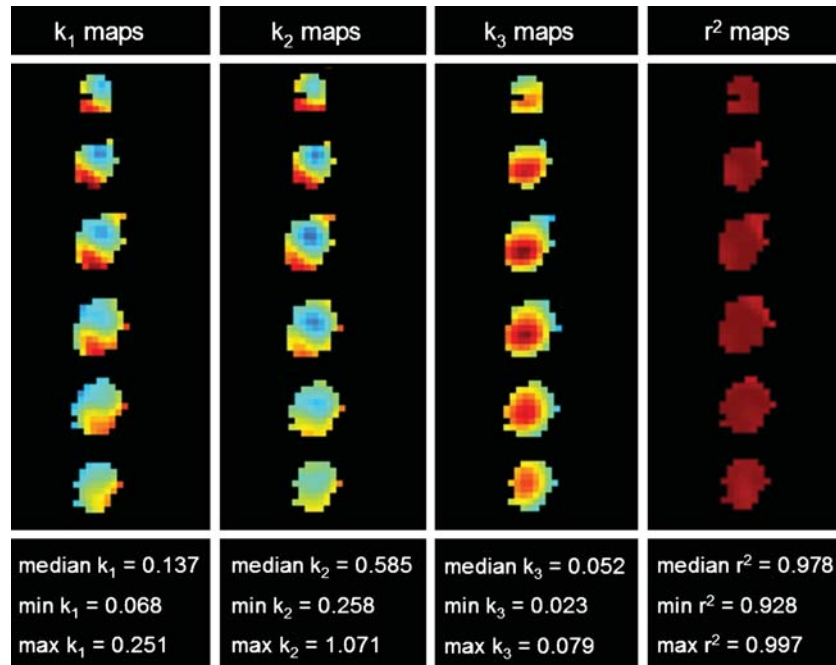 k₁ maps
k₂ maps
k₃ maps
r² maps
median k₁ = 0.137
min k₁ = 0.068
max k₁ = 0.251
median k₂ = 0.585
min k₂ = 0.258
max k₂ = 1.071
median k₃ = 0.052
min k₃ = 0.023
max k₃ = 0.079
median r² = 0.978
min r² = 0.928
max r² = 0.997